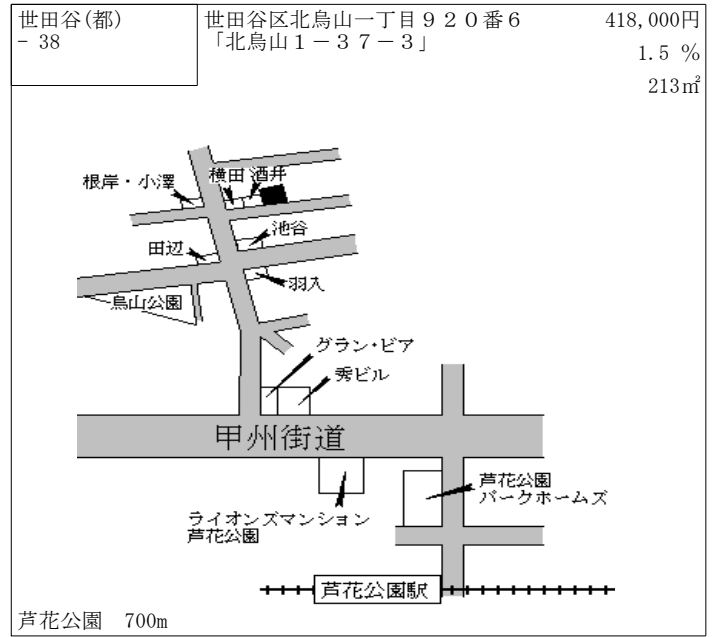 世田谷(都)
- 38
世田谷区北烏山一丁目９２０番６
「北烏山１－３７－３」
418,000円
1.5 %
213㎡
根岸・小澤
横田
酒井
池谷
田辺
羽入
烏山公園
グラン・ビア
秀ビル
甲州街道
芦花公園
パークホームズ
ライオンズマンション
芦花公園
芦花公園駅
芦花公園　700m